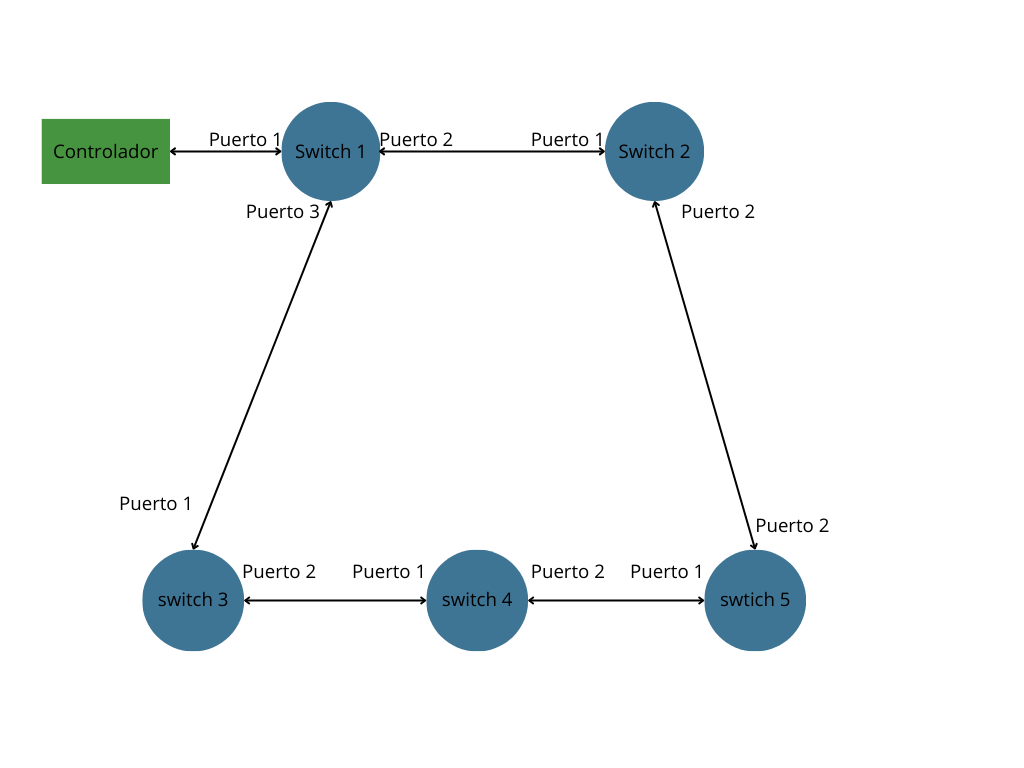 Controlador
Puerto 1
Switch 1
Puerto 2
Puerto 1
Switch 2
Puerto 3
Puerto 2
Puerto 1
Puerto 2
switch 3
Puerto 2
Puerto 1
switch 4
Puerto 2
Puerto 1
swtich 5